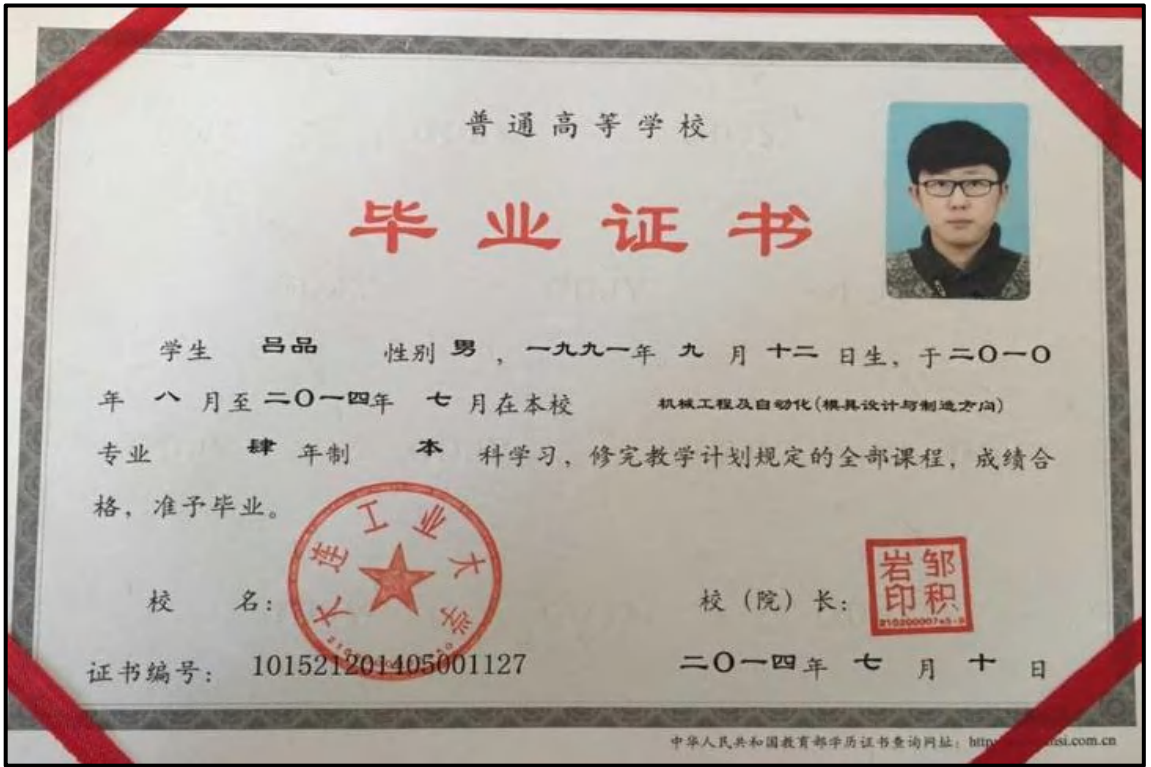 普通高等学校
毕业证书
学生 吕品 性别 男 ，一九九一年 九 月 十二 日生，于二〇一〇
年 八 月至二〇一四年 七 月在本校 机械工程及自动化(模具设计与制造方向)
专业 肆 年制 本 科学习，修完教学计划规定的全部课程，成绩合
格，准予毕业。
大连工业大学
校 名：
校（院）长：
邹积岩印
证书编号：101521201405001127
二〇一四年 七 月 十 日
中华人民共和国教育部学历证书查询网址：